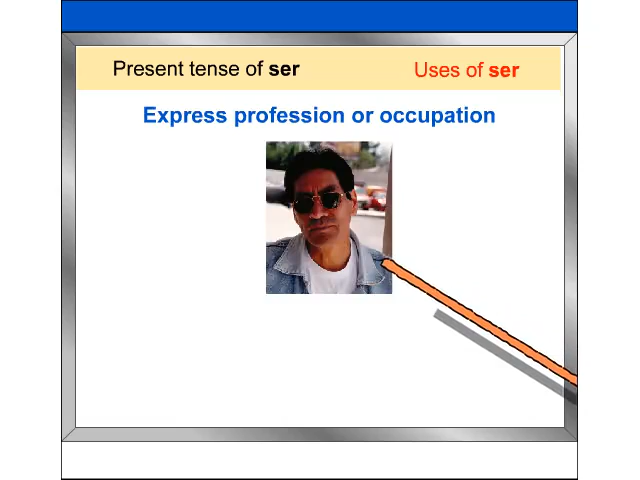 Present tense of ser
Uses of ser
Express profession or occupation